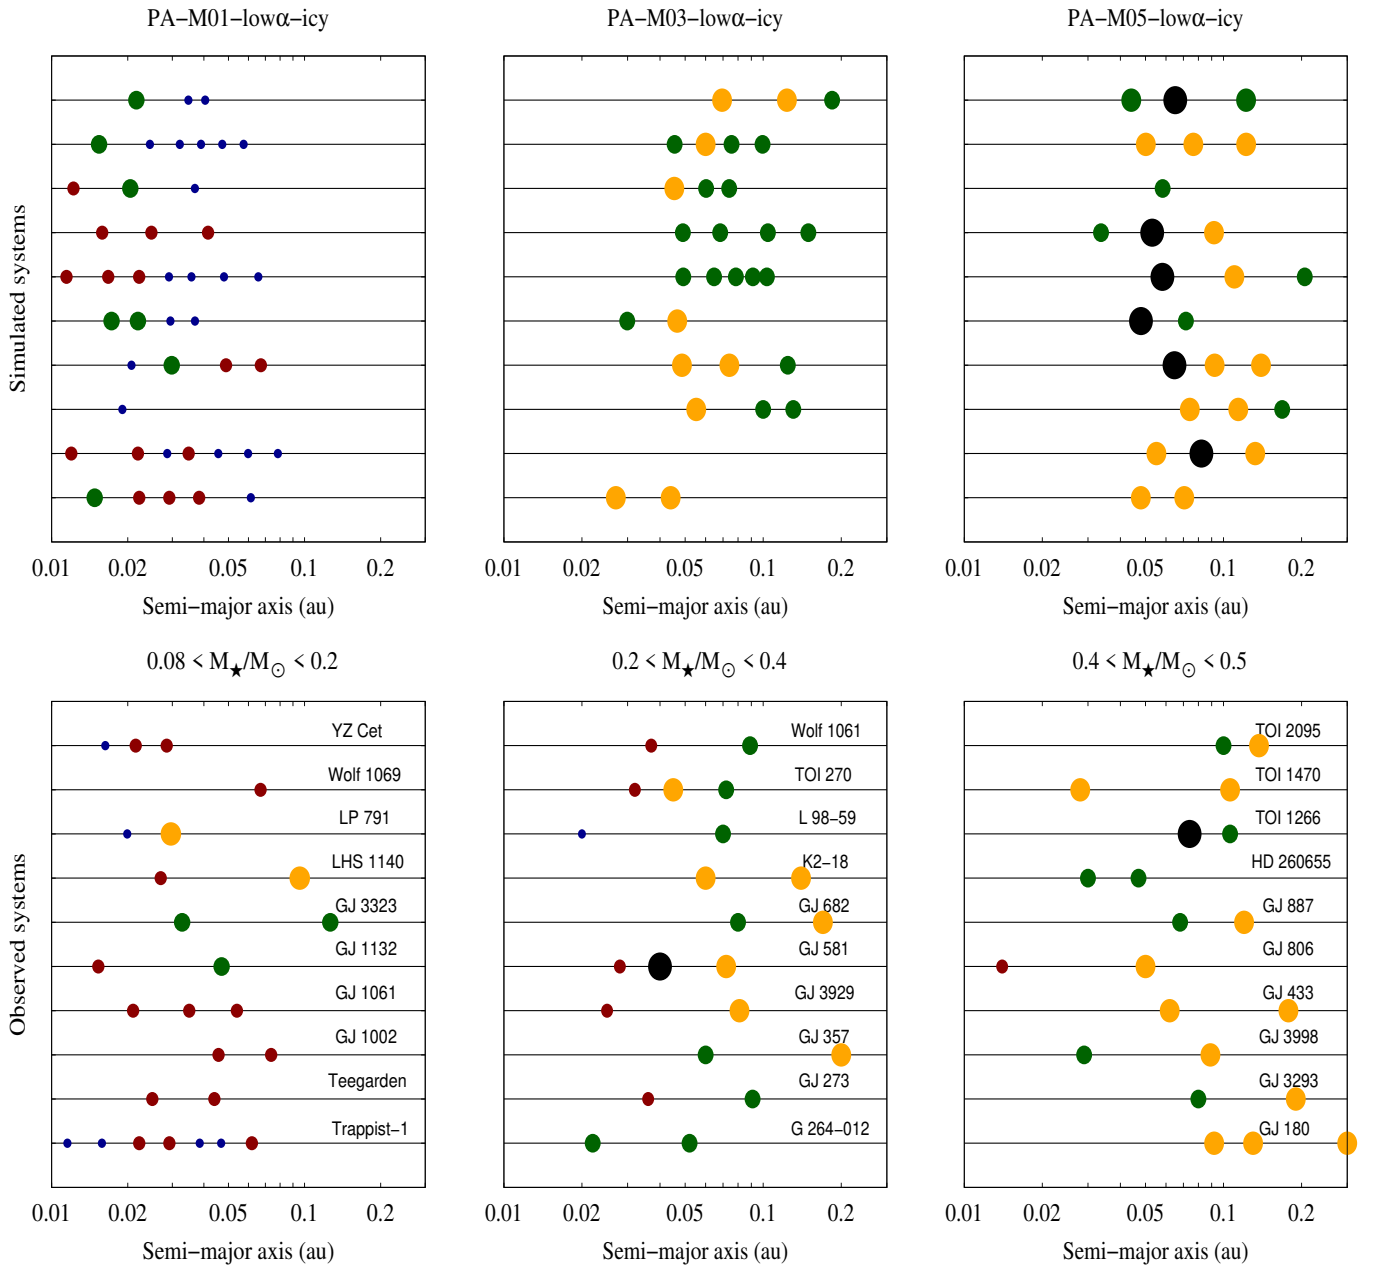 PA−M01−lowα−icy
PA−M03−lowα−icy
PA−M05−lowα−icy
Simulated systems
0.01 0.02 0.05 0.1 0.2
0.01 0.02 0.05 0.1 0.2
0.01 0.02 0.05 0.1 0.2
Semi−major axis (au)
Semi−major axis (au)
Semi−major axis (au)
0.08 < M★/M⊙ < 0.2
0.2 < M★/M⊙ < 0.4
0.4 < M★/M⊙ < 0.5
Observed systems
YZ Cet
Wolf 1069
LP 791
LHS 1140
GJ 3323
GJ 1132
GJ 1061
GJ 1002
Teegarden
Trappist−1
Wolf 1061
TOI 270
L 98−59
K2−18
GJ 682
GJ 581
GJ 3929
GJ 357
GJ 273
G 264−012
TOI 2095
TOI 1470
TOI 1266
HD 260655
GJ 887
GJ 806
GJ 433
GJ 3998
GJ 3293
GJ 180
0.01 0.02 0.05 0.1 0.2
0.01 0.02 0.05 0.1 0.2
0.01 0.02 0.05 0.1 0.2
Semi−major axis (au)
Semi−major axis (au)
Semi−major axis (au)